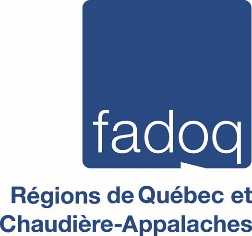 fadoq
Régions de Québec et
Chaudière-Appalaches